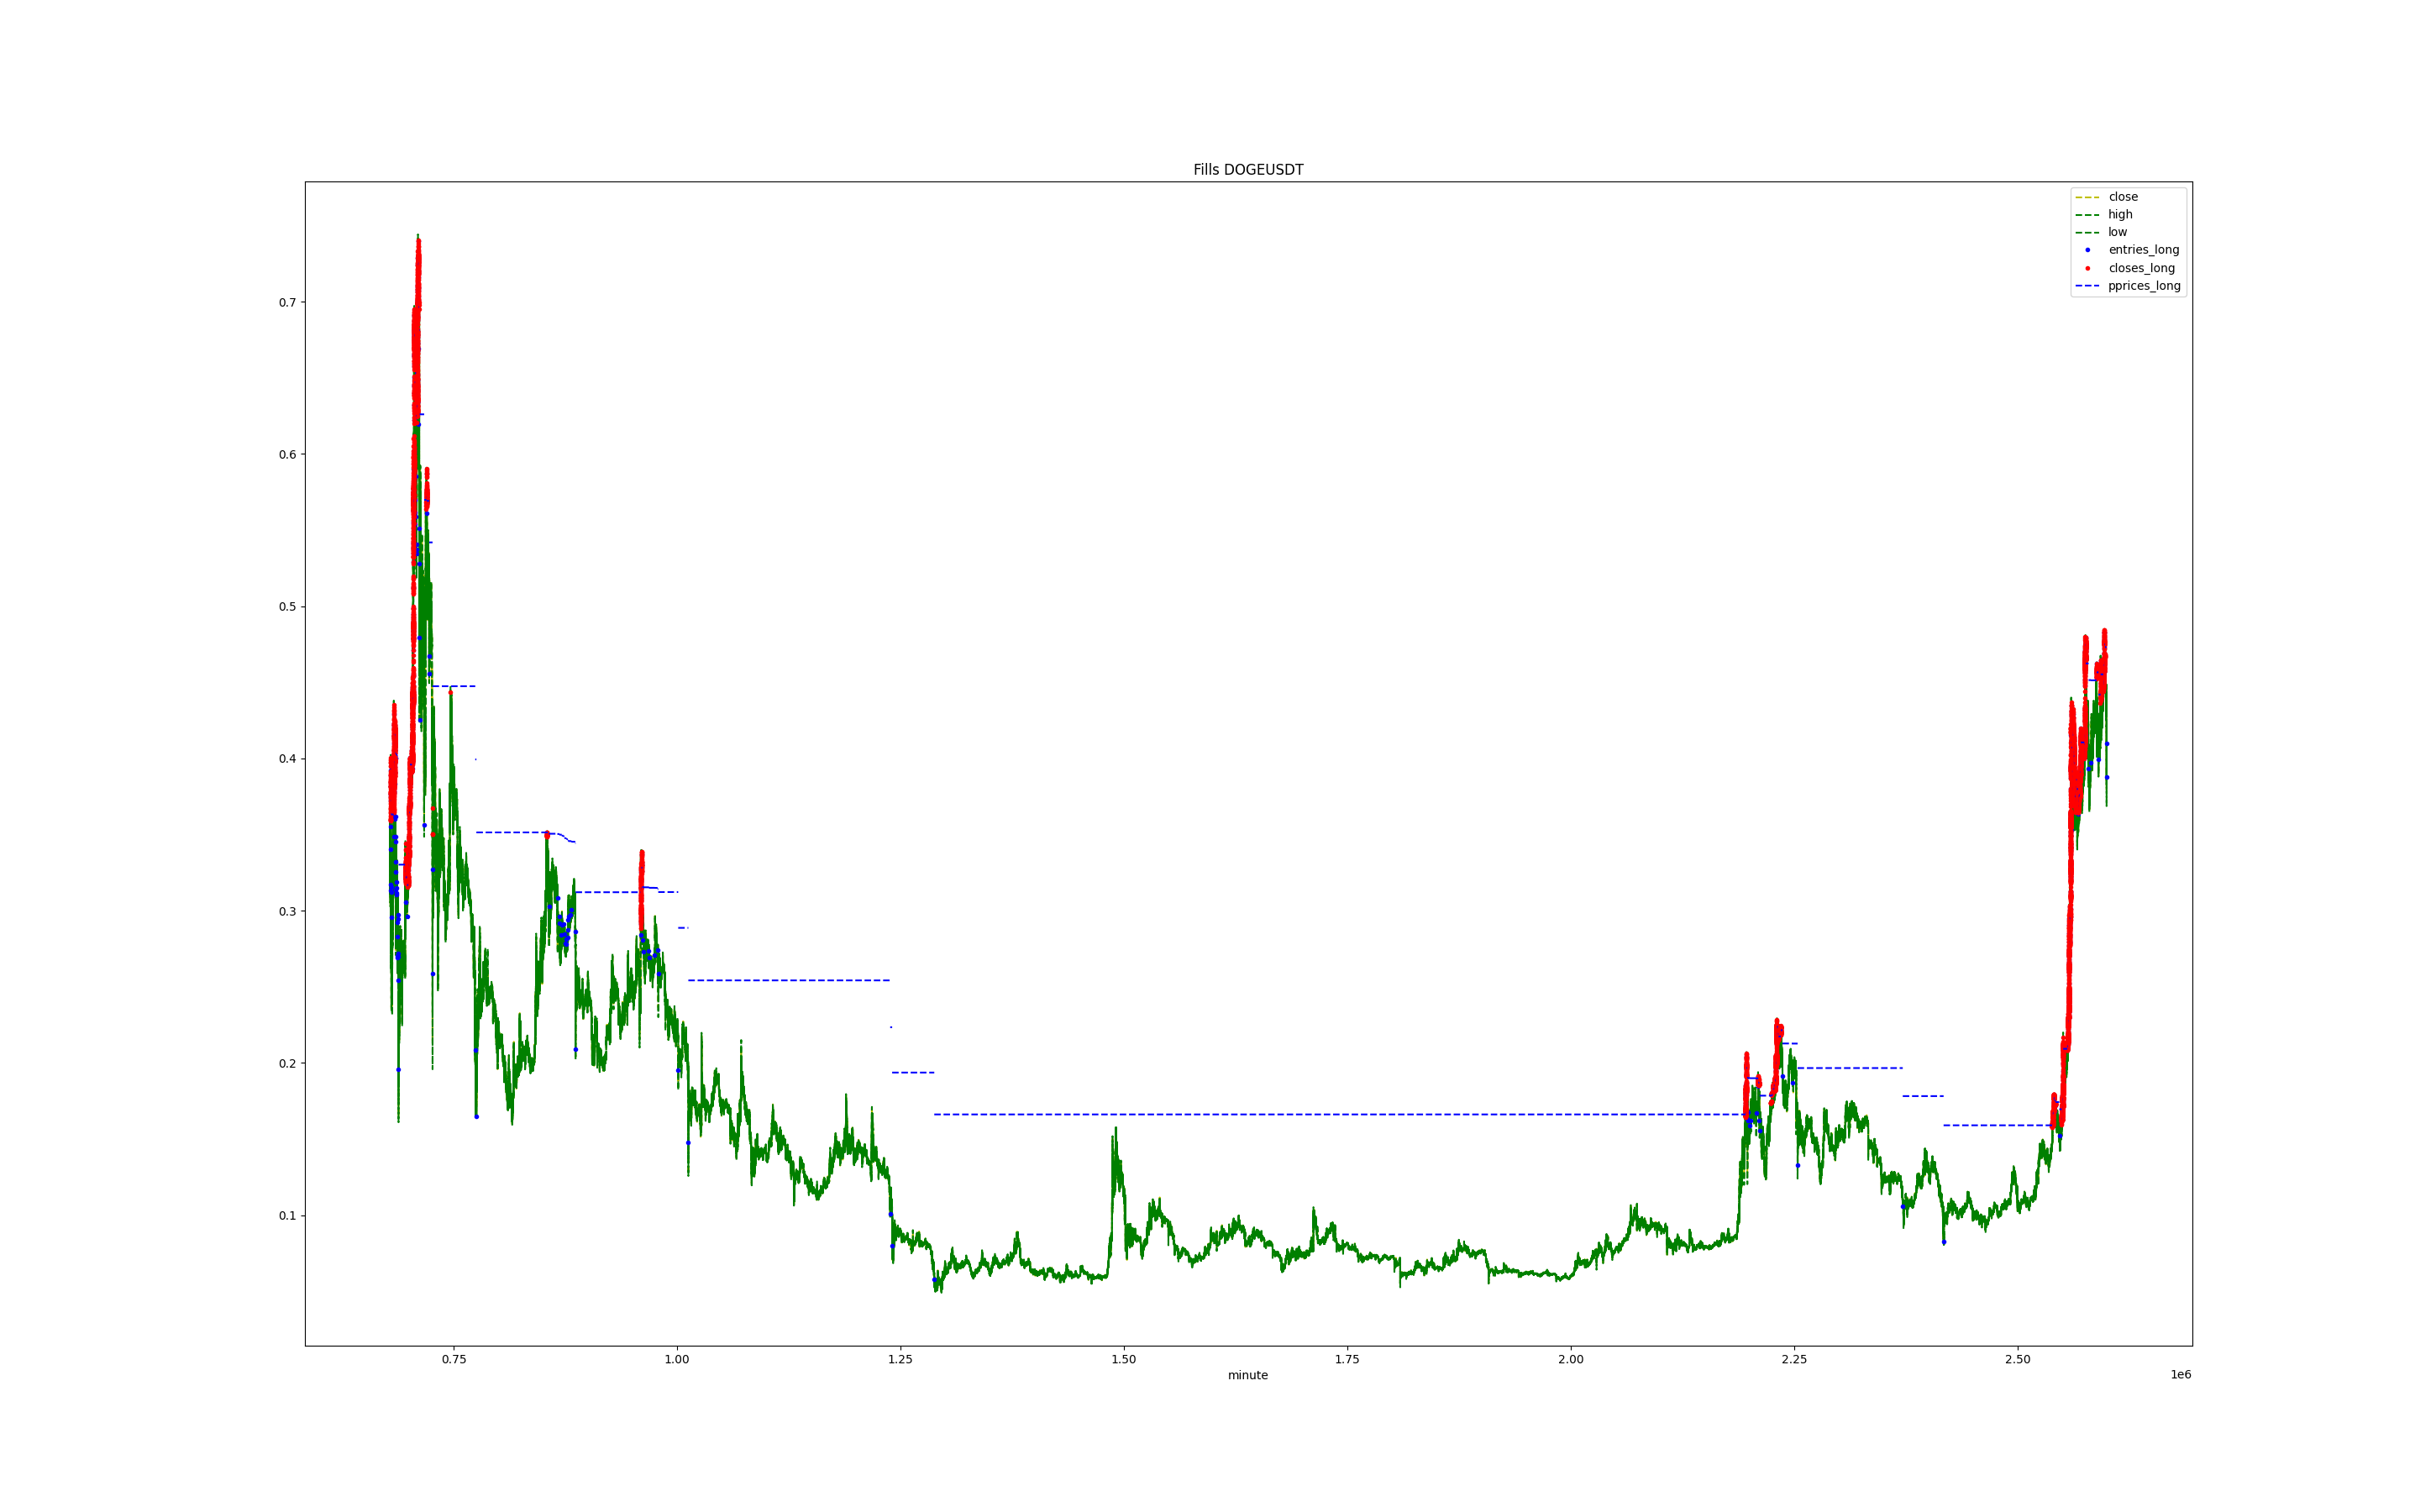 Fills DOGEUSDT
close
high
low
entries_long
closes_long
pprices_long
0.7
0.6
0.5
0.4
0.3
0.2
0.1
0.75 1.00 1.25 1.50 1.75 2.00 2.25 2.50
minute
1e6